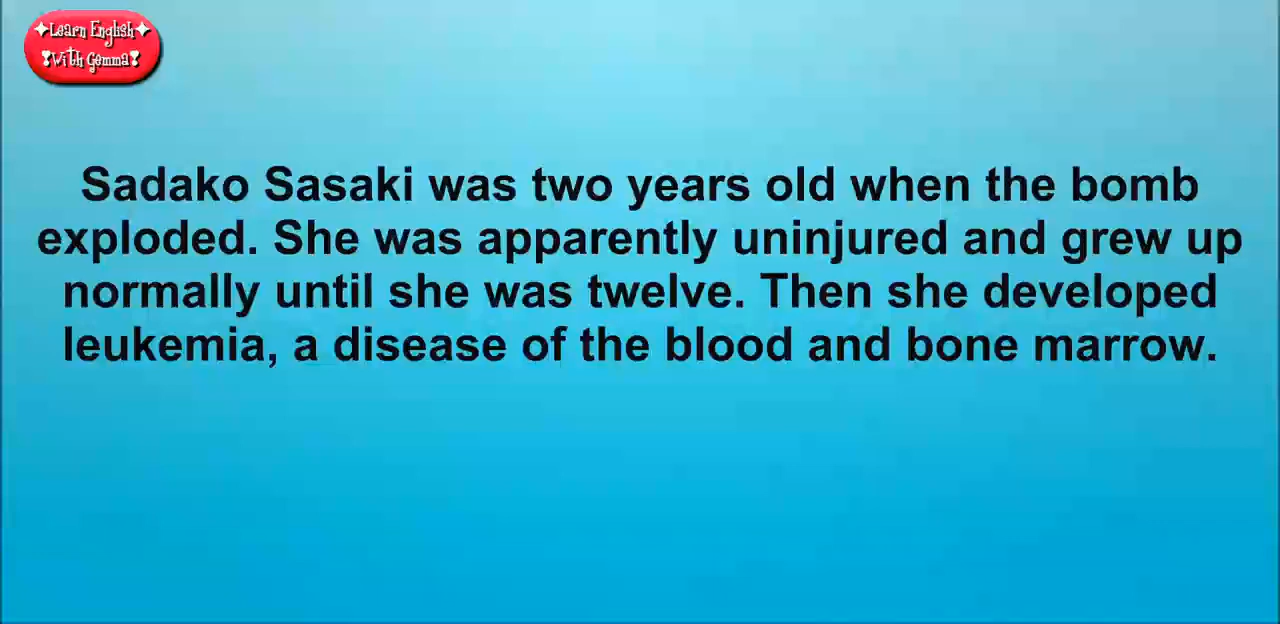 ✦Learn English✦
❣With Gemma❣
Sadako Sasaki was two years old when the bomb
exploded. She was apparently uninjured and grew up
normally until she was twelve. Then she developed
leukemia, a disease of the blood and bone marrow.